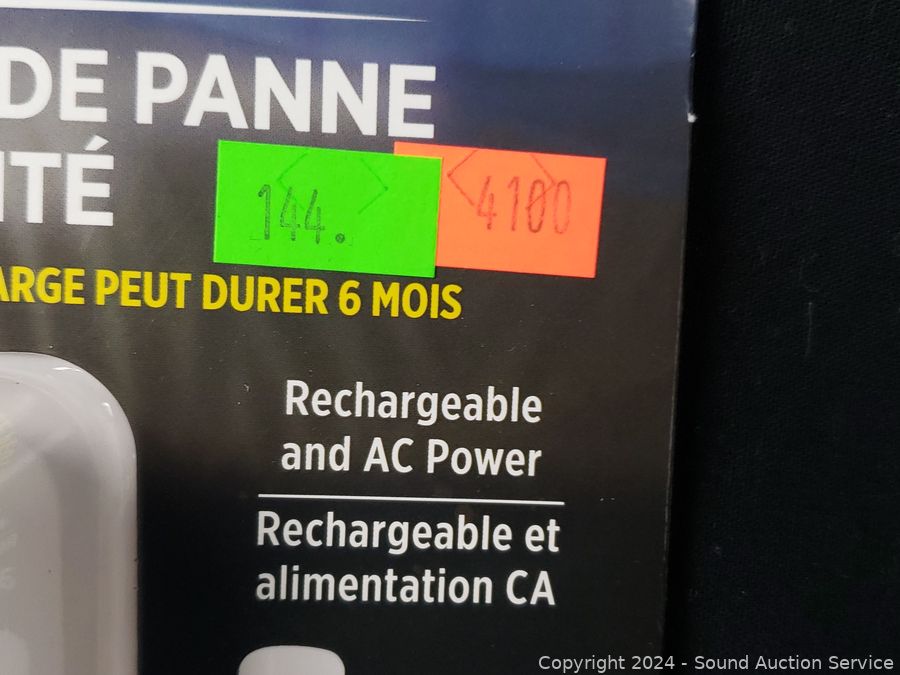 DE PANNE
ITÉ
144.
4100
ARGE PEUT DURER 6 MOIS
Rechargeable
and AC Power
Rechargeable et
alimentation CA
Copyright 2024 - Sound Auction Service